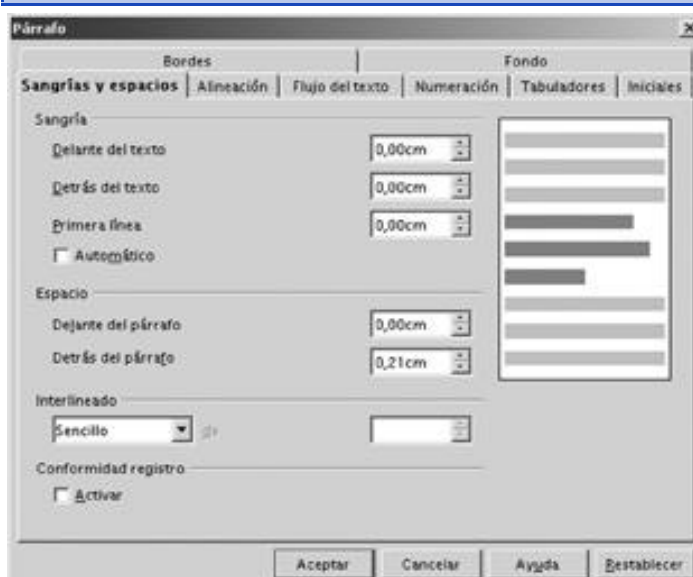 Párrafo
Bordes Fondo
Sangrías y espacios Alineación Flujo del texto Numeración Tabuladores Iniciales
Sangría
Delante del texto 0,00cm
Detrás del texto 0,00cm
Primera línea 0,00cm
Automático
Espacio
Delante del párrafo 0,00cm
Detrás del párrafo 0,21cm
Interlineado
Sencillo
Conformidad registro
Activar
Aceptar Cancelar Ayuda Restablecer